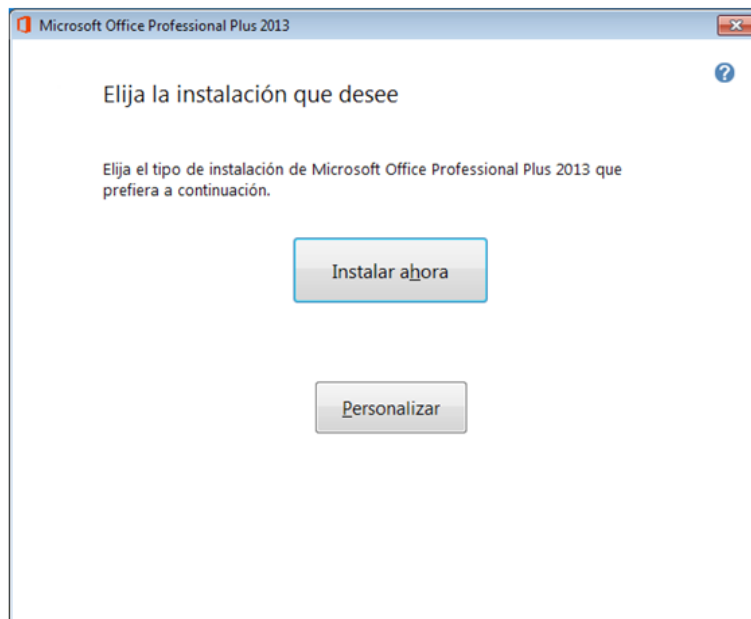 Microsoft Office Professional Plus 2013
Elija la instalación que desee
Elija el tipo de instalación de Microsoft Office Professional Plus 2013 que
prefiera a continuación.
Instalar ahora
Personalizar